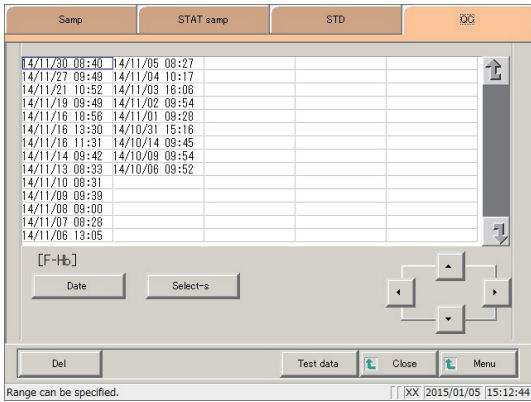 Samp STAT samp STD QC
14/11/30 08:40 14/11/05 08:27
14/11/27 09:49 14/11/04 10:17
14/11/21 10:52 14/11/03 16:06
14/11/19 09:49 14/11/02 09:54
14/11/16 18:56 14/11/01 09:28
14/11/16 13:30 14/10/31 15:16
14/11/16 11:31 14/10/14 09:45
14/11/14 09:42 14/10/09 09:54
14/11/13 08:33 14/10/06 09:52
14/11/10 08:31
14/11/09 09:39
14/11/08 09:00
14/11/07 08:28
14/11/06 13:05
[F-Hb]
Date Select-s
Del Test data Close Menu
Range can be specified. XX 2015/01/05 15:12:44